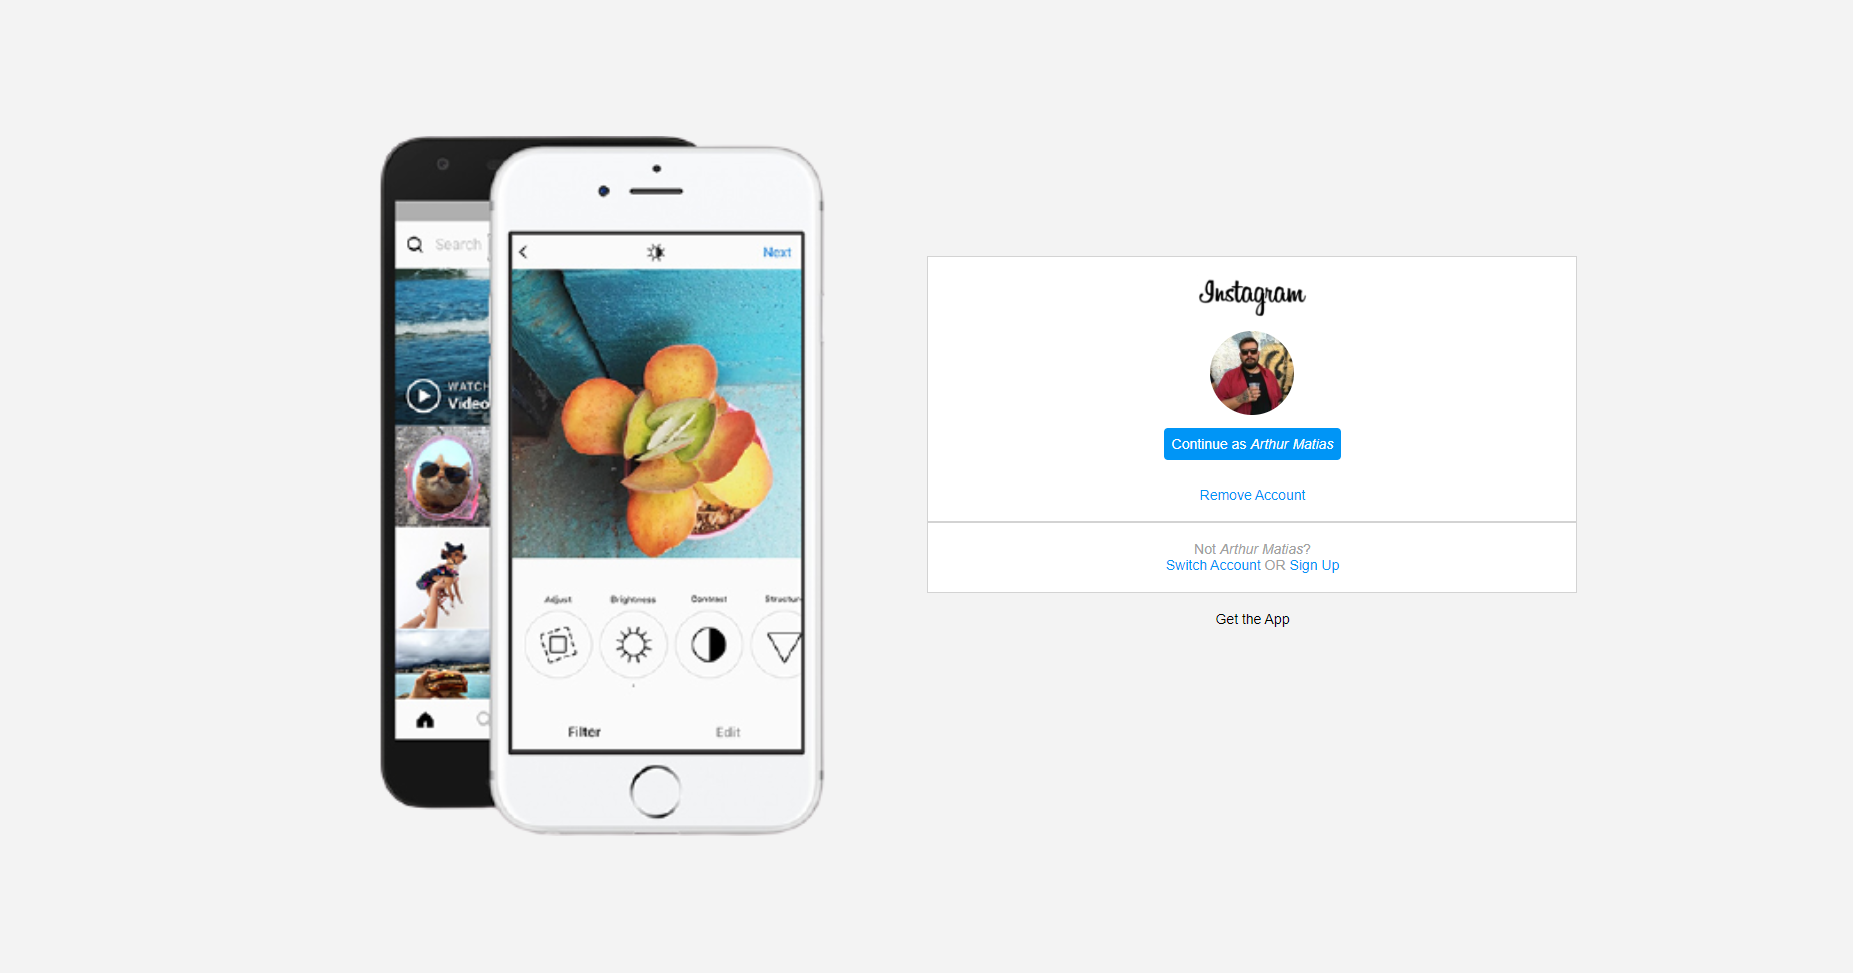 Search
WATCH
Video
Next
Adjust
Brightness
Contrast
Structur
Filter
Edit
Instagram
Continue as Arthur Matias
Remove Account
Not Arthur Matias?
Switch Account OR Sign Up
Get the App